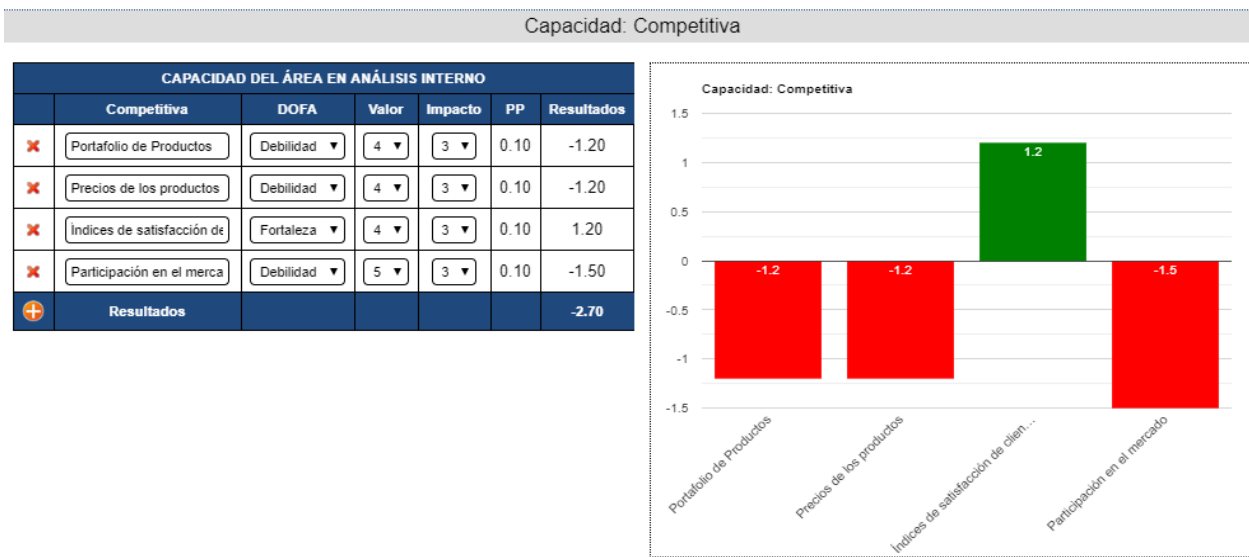 Capacidad: Competitiva
CAPACIDAD DEL ÁREA EN ANÁLISIS INTERNO
Competitiva DOFA Valor Impacto PP Resultados
Portafolio de Productos Debilidad 4 3 0.10 -1.20
Precios de los productos Debilidad 4 3 0.10 -1.20
Índices de satisfacción de Fortaleza 4 3 0.10 1.20
Participación en el merca Debilidad 5 3 0.10 -1.50
Resultados -2.70
Capacidad: Competitiva
1.5
1
0.5
0
-0.5
-1
-1.5
-1.2
-1.2
1.2
-1.5
Portafolio de Productos
Precios de los productos
Índices de satisfacción de clien...
Participación en el mercado